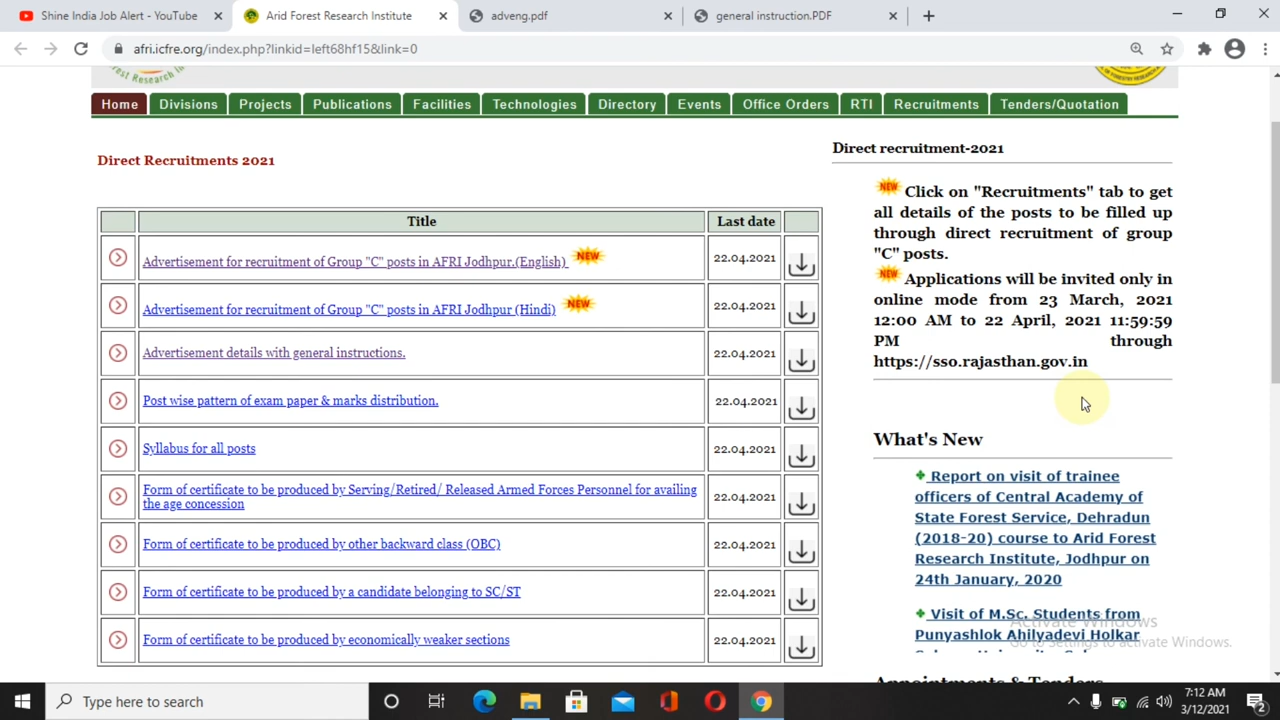 Shine India Job Alert - YouTube
Arid Forest Research Institute
adveng.pdf
general instruction.PDF
afri.icfre.org/index.php?linkid=left68hf15&link=0
Home Divisions Projects Publications Facilities Technologies Directory Events Office Orders RTI Recruitments Tenders/Quotation
Direct Recruitments 2021
Title Last date
Advertisement for recruitment of Group "C" posts in AFRI Jodhpur.(English) NEW 22.04.2021
Advertisement for recruitment of Group "C" posts in AFRI Jodhpur (Hindi) NEW 22.04.2021
Advertisement details with general instructions. 22.04.2021
Post wise pattern of exam paper & marks distribution. 22.04.2021
Syllabus for all posts 22.04.2021
Form of certificate to be produced by Serving/Retired/ Released Armed Forces Personnel for availing
the age concession 22.04.2021
Form of certificate to be produced by other backward class (OBC) 22.04.2021
Form of certificate to be produced by a candidate belonging to SC/ST 22.04.2021
Form of certificate to be produced by economically weaker sections 22.04.2021
Direct recruitment-2021
NEW Click on "Recruitments" tab to get
all details of the posts to be filled up
through direct recruitment of group
"C" posts.
NEW Applications will be invited only in
online mode from 23 March, 2021
12:00 AM to 22 April, 2021 11:59:59
PM through
https://sso.rajasthan.gov.in
What's New
Report on visit of trainee
officers of Central Academy of
State Forest Service, Dehradun
(2018-20) course to Arid Forest
Research Institute, Jodhpur on
24th January, 2020
Visit of M.Sc. Students from
Punyashlok Ahilyadevi Holkar
Activate Windows
Go to Settings to activate Windows.
Appointments & Tenders
Type here to search
7:12 AM
3/12/2021
2